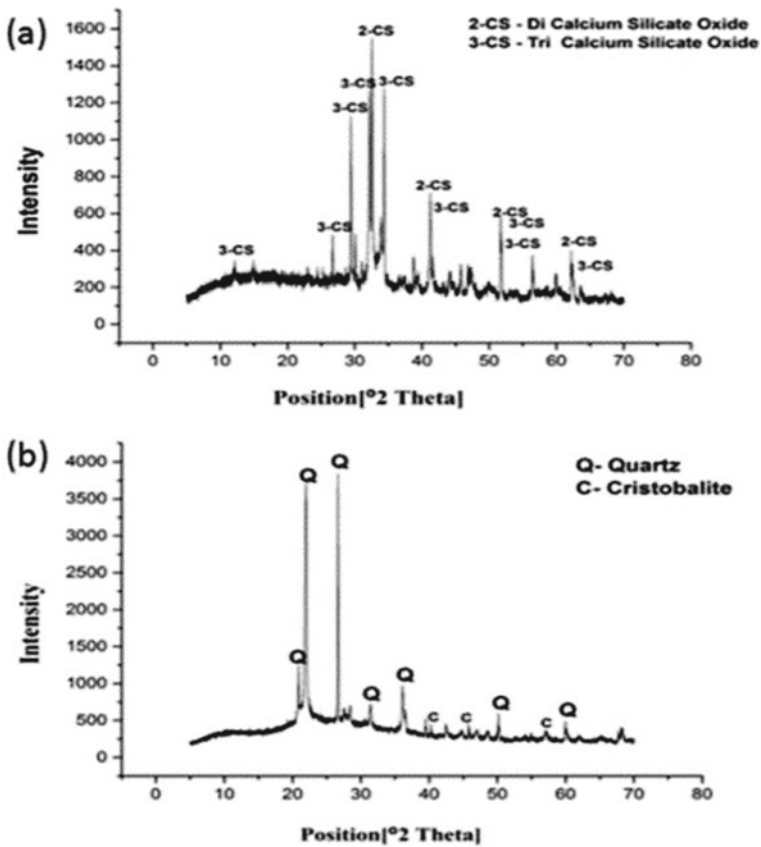 (a)
2-CS - Di Calcium Silicate Oxide
3-CS - Tri Calcium Silicate Oxide
2-CS
3-CS 3-CS
3-CS
3-CS
3-CS
2-CS
3-CS
2-CS
3-CS
3-CS
2-CS
3-CS
1600
1400
1200
1000
800
600
400
200
0
Intensity
0 10 20 30 40 50 60 70 80
Position[°2 Theta]
(b)
Q- Quartz
C- Cristobalite
Q
Q
Q
Q
Q
C
C
Q
C
Q
4000
3500
3000
2500
2000
1500
1000
500
0
Intensity
0 10 20 30 40 50 60 70 80
Position[°2 Theta]